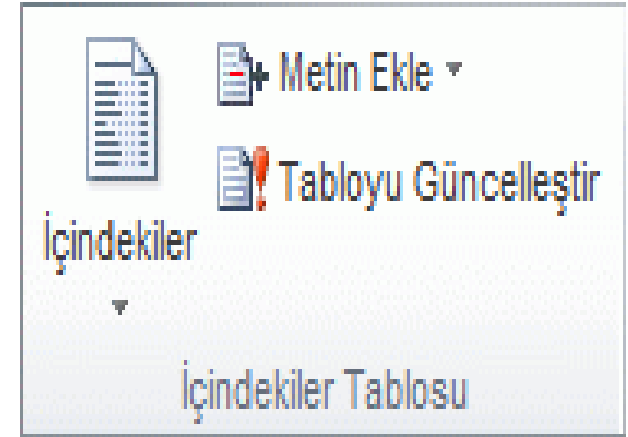 Metin Ekle
Tabloyu Güncelleştir
İçindekiler
İçindekiler Tablosu